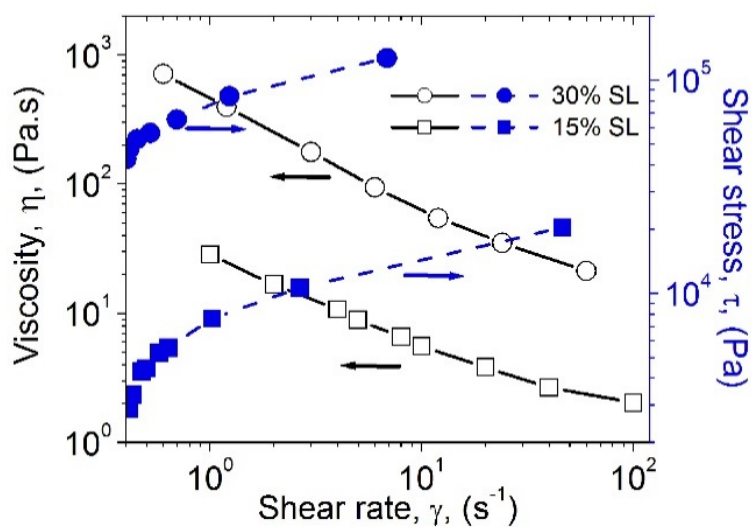 10³
10²
10¹
10⁰
Viscosity, η, (Pa.s)
30% SL
15% SL
10⁵
10⁴
Shear stress, τ, (Pa)
10⁰
10¹
10²
Shear rate, γ, (s⁻¹)